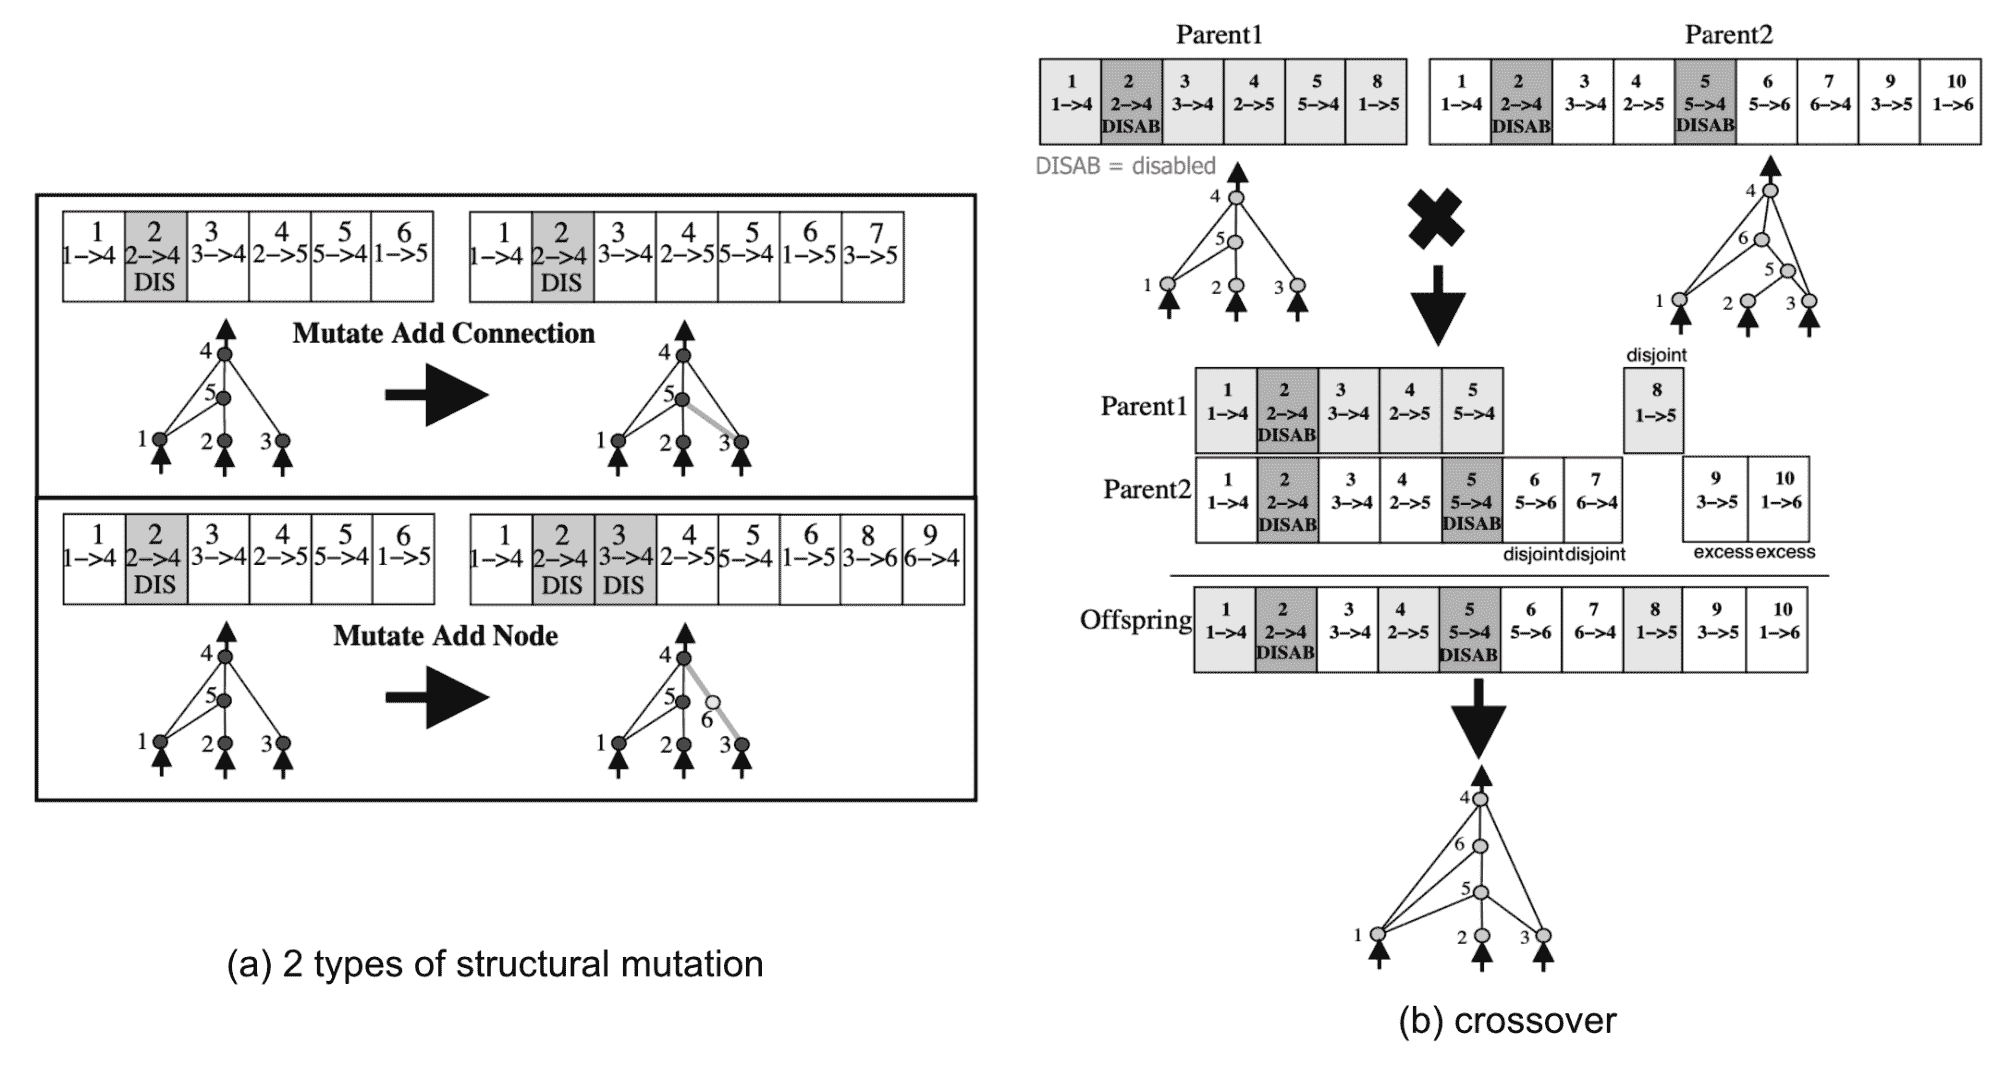 1 2 3 4 5 6
1->4 2->4 3->4 2->5 5->4 1->5
DIS
1 2 3 4 5 6 7
1->4 2->4 3->4 2->5 5->4 1->5 3->5
DIS
Mutate Add Connection
4
5
1 2 3
4
5
1 2 3
1 2 3 4 5 6
1->4 2->4 3->4 2->5 5->4 1->5
DIS
1 2 3 4 5 6 8 9
1->4 2->4 3->4 2->5 5->4 1->5 3->6 6->4
DIS DIS
Mutate Add Node
4
5
1 2 3
4
5
6
1 2 3
(a) 2 types of structural mutation
Parent1
1 2 3 4 5 8
1->4 2->4 3->4 2->5 5->4 1->5
DISAB
DISAB = disabled
Parent2
1 2 3 4 5 6 7 9 10
1->4 2->4 3->4 2->5 5->4 5->6 6->4 3->5 1->6
DISAB DISAB
4
5
1 2 3
4
6
5
1 2 3
disjoint
Parent1
1 2 3 4 5 8
1->4 2->4 3->4 2->5 5->4 1->5
DISAB
Parent2
1 2 3 4 5 6 7 9 10
1->4 2->4 3->4 2->5 5->4 5->6 6->4 3->5 1->6
DISAB DISAB
disjoint disjoint excess excess
Offspring
1 2 3 4 5 6 7 8 9 10
1->4 2->4 3->4 2->5 5->4 5->6 6->4 1->5 3->5 1->6
DISAB DISAB
4
6
5
1 2 3
(b) crossover